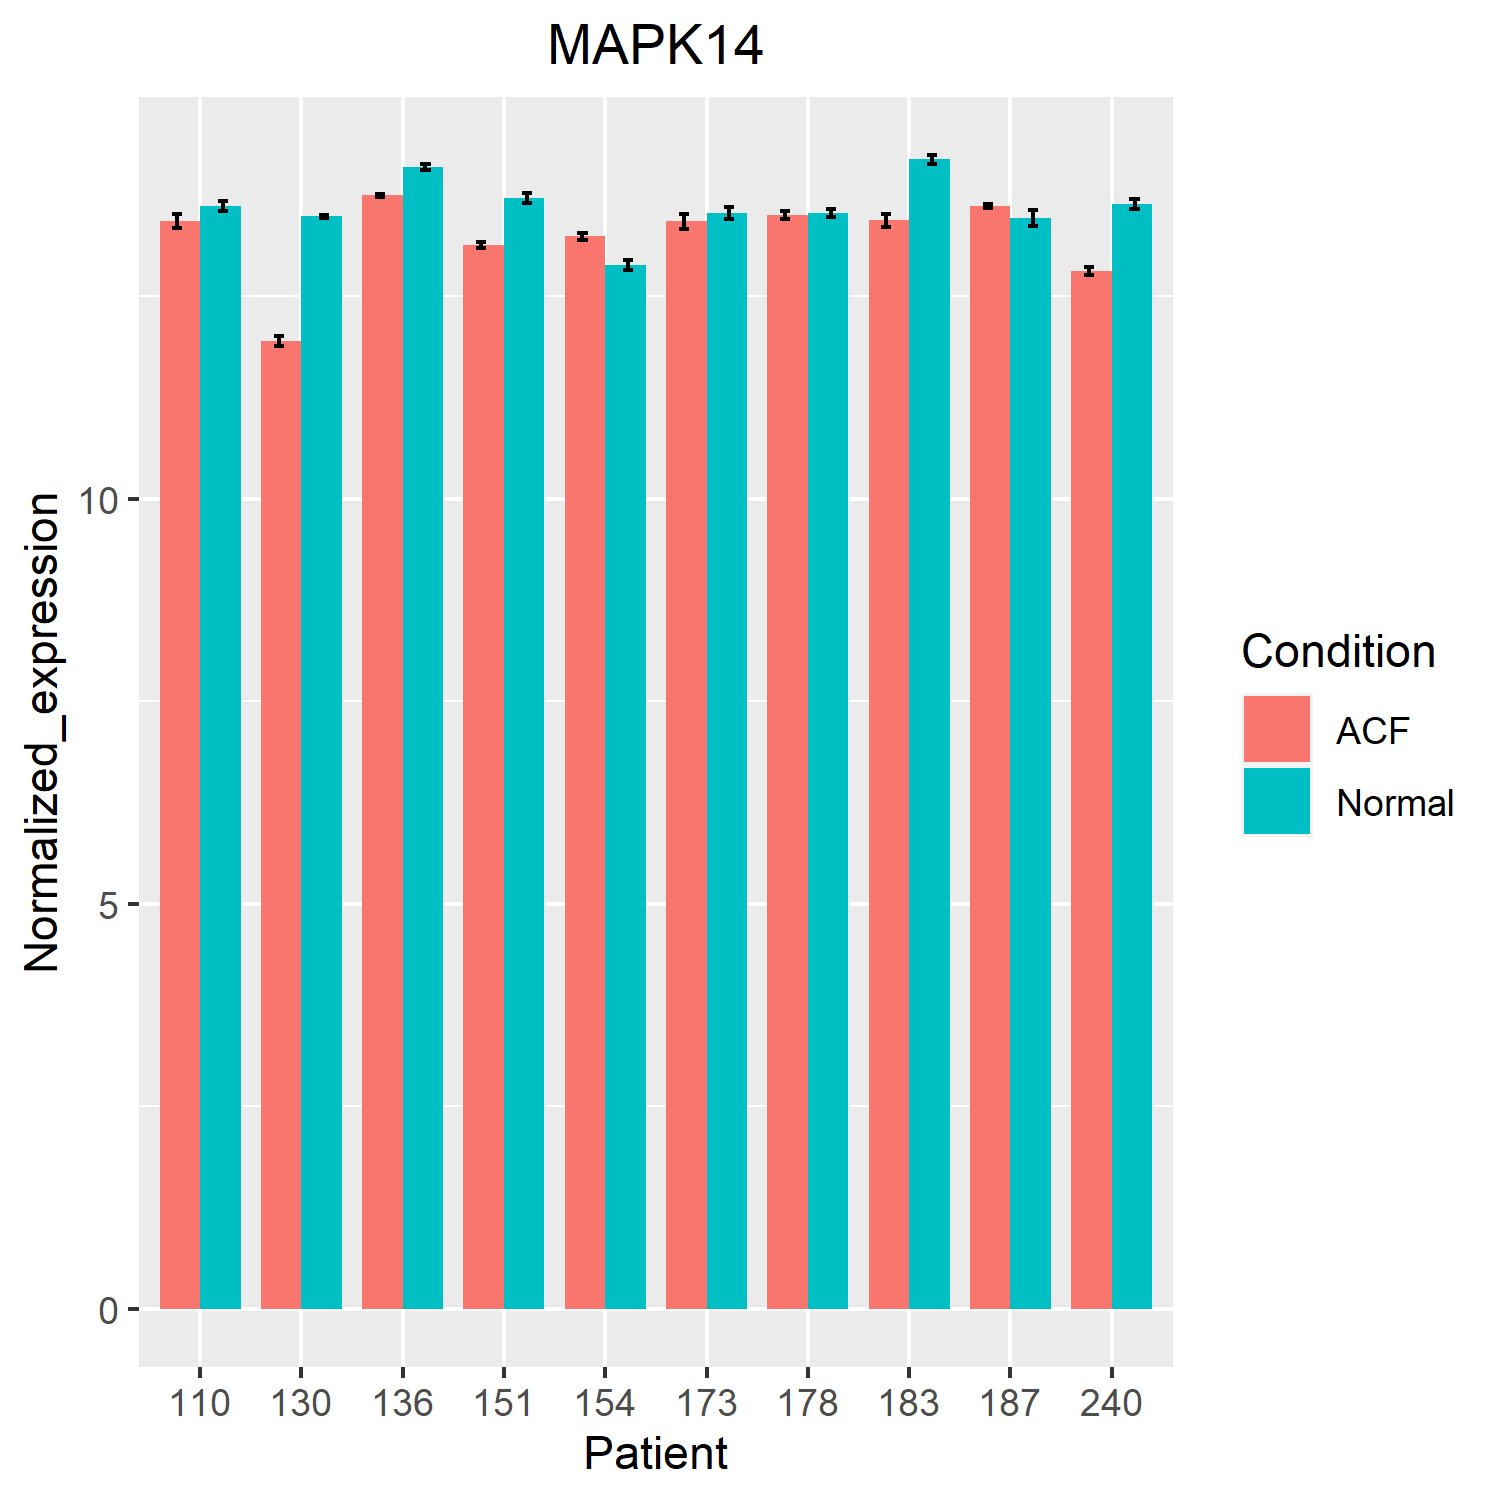 MAPK14
Normalized_expression
10
5
0
110 130 136 151 154 173 178 183 187 240
Patient
Condition
ACF
Normal